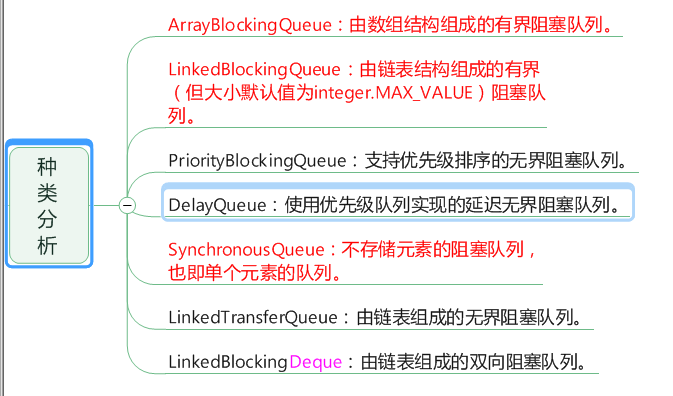 ArrayBlockingQueue：由数组结构组成的有界阻塞队列。
LinkedBlockingQueue：由链表结构组成的有界
（但大小默认值为integer.MAX_VALUE）阻塞队
列。
种
类
分
析
PriorityBlockingQueue：支持优先级排序的无界阻塞队列。
DelayQueue：使用优先级队列实现的延迟无界阻塞队列。
SynchronousQueue：不存储元素的阻塞队列，
也即单个元素的队列。
LinkedTransferQueue：由链表组成的无界阻塞队列。
LinkedBlockingDeque：由链表组成的双向阻塞队列。